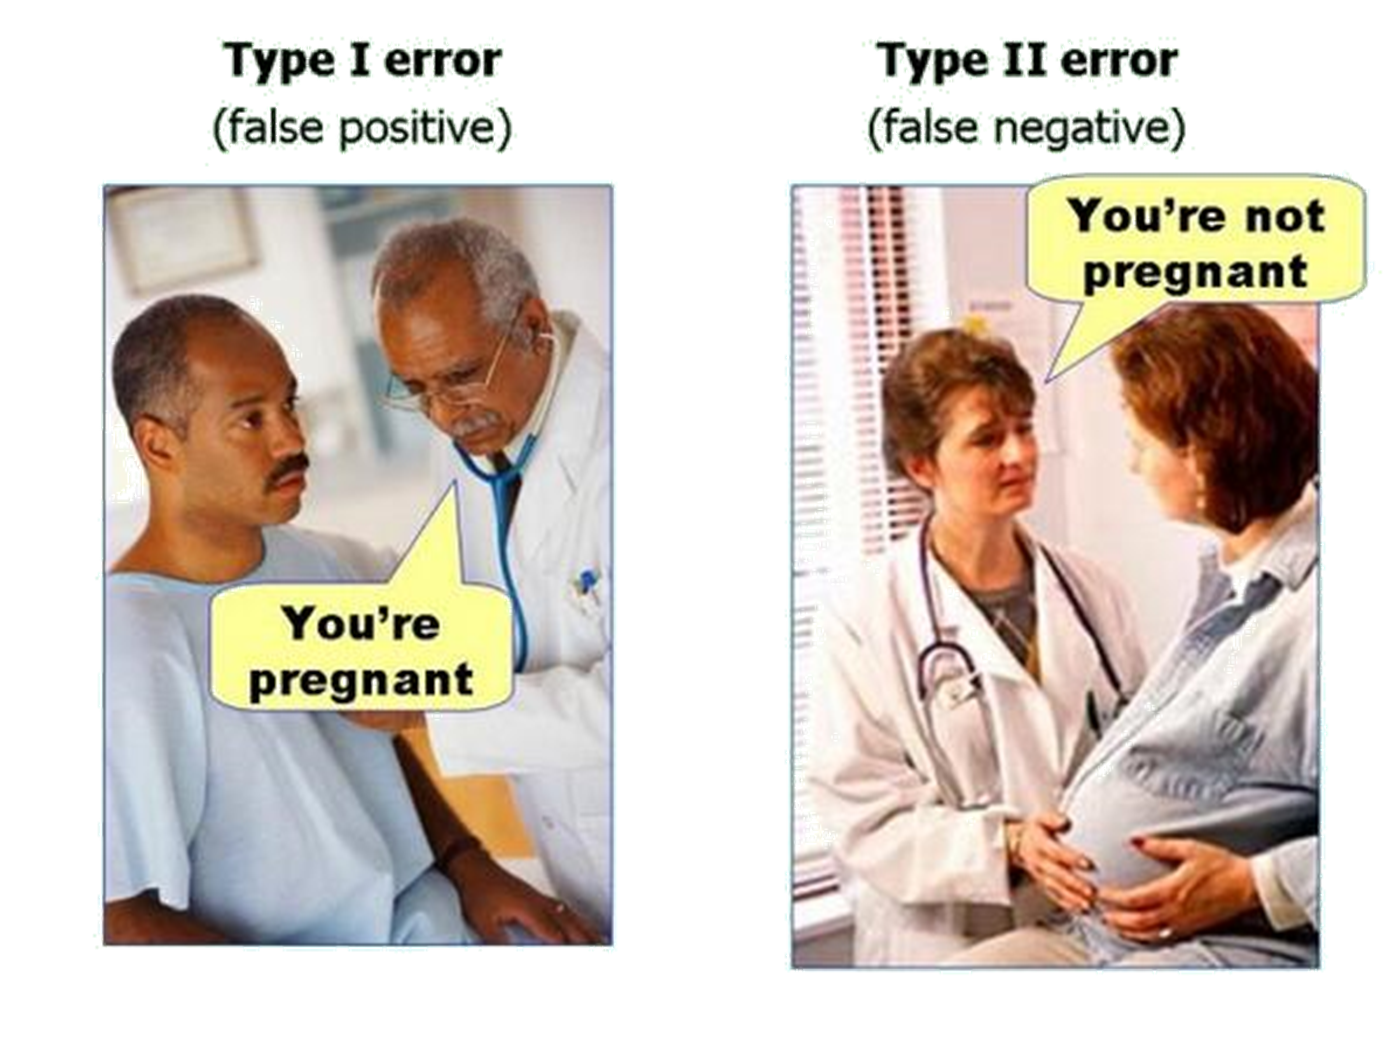 Type I error
(false positive)
You're
pregnant
Type II error
(false negative)
You're not
pregnant